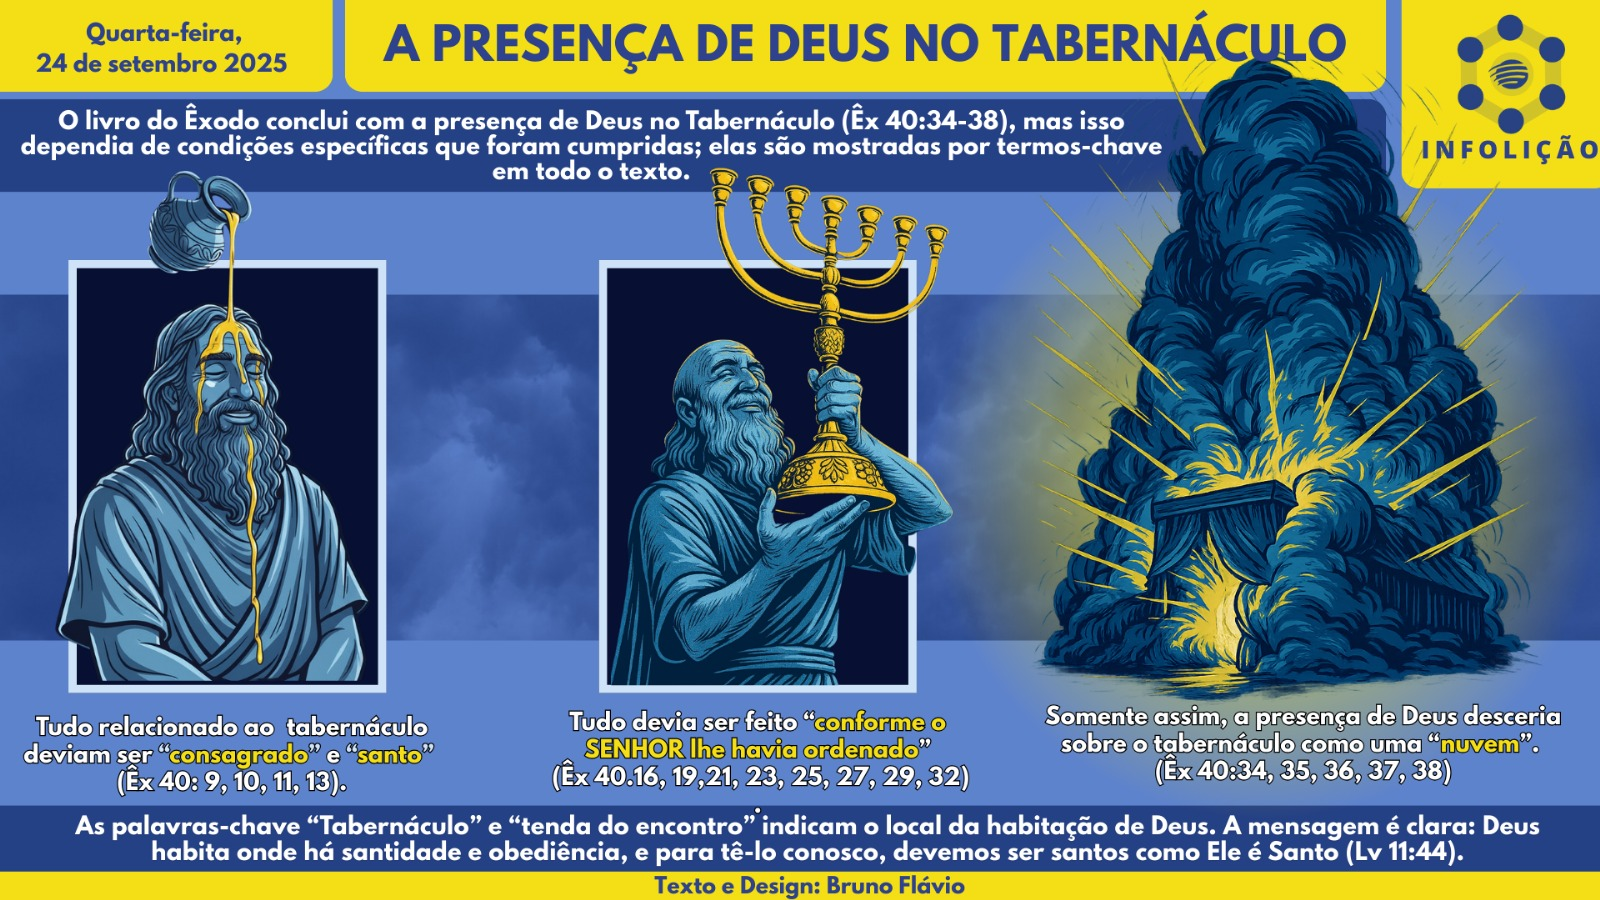 Quarta-feira,
24 de setembro 2025
A PRESENÇA DE DEUS NO TABERNÁCULO
INFOLIÇÃO
O livro do Êxodo conclui com a presença de Deus no Tabernáculo (Êx 40:34-38), mas isso
dependia de condições específicas que foram cumpridas; elas são mostradas por termos-chave
em todo o texto.
Tudo relacionado ao tabernáculo
deviam ser “consagrado” e “santo”
(Êx 40: 9, 10, 11, 13).
Tudo devia ser feito “conforme o
SENHOR lhe havia ordenado”
(Êx 40.16, 19,21, 23, 25, 27, 29, 32)
.
Somente assim, a presença de Deus desceria
sobre o tabernáculo como uma “nuvem”.
(Êx 40:34, 35, 36, 37, 38)
As palavras-chave “Tabernáculo” e “tenda do encontro” indicam o local da habitação de Deus. A mensagem é clara: Deus
habita onde há santidade e obediência, e para tê-lo conosco, devemos ser santos como Ele é Santo (Lv 11:44).
Texto e Design: Bruno Flávio